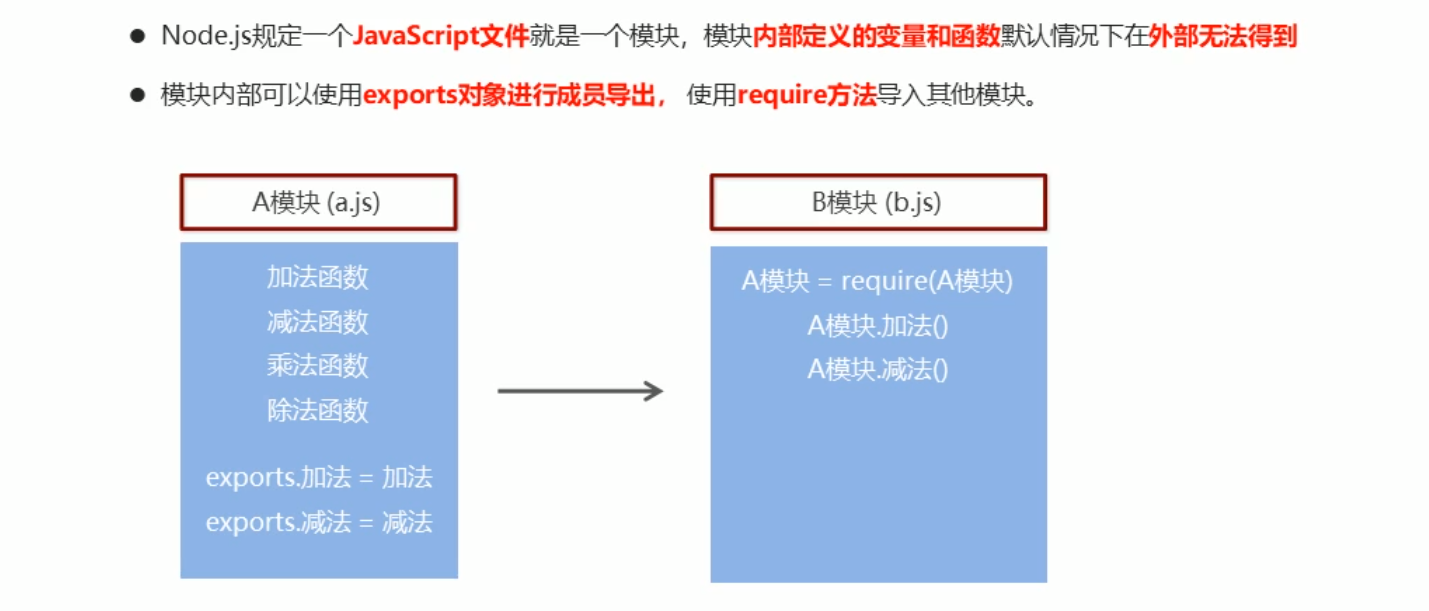 ● Node.js规定一个JavaScript文件就是一个模块，模块内部定义的变量和函数默认情况下在外部无法得到
● 模块内部可以使用exports对象进行成员导出， 使用require方法导入其他模块。
A模块 (a.js)
加法函数
减法函数
乘法函数
除法函数
exports.加法 = 加法
exports.减法 = 减法
B模块 (b.js)
A模块 = require(A模块)
A模块.加法()
A模块.减法()